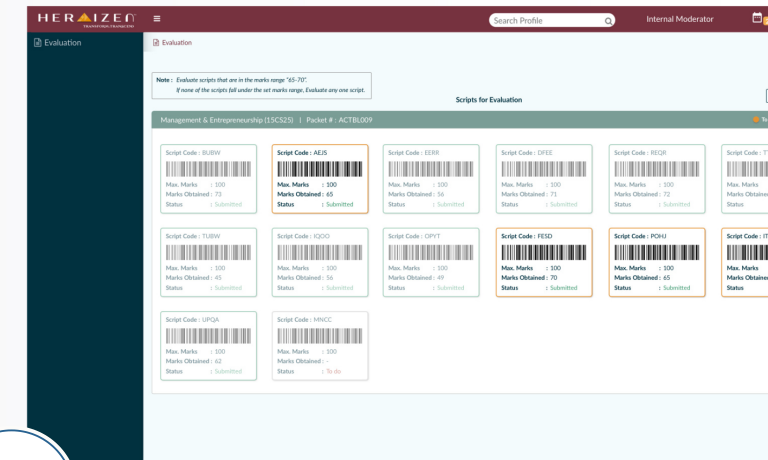 HERAIZEN
Search Profile
Internal Moderator
Evaluation
Evaluation
Note : Evaluate scripts that are in the marks range "65-70".
If none of the scripts fall under the set marks range, Evaluate any one script.
Scripts for Evaluation
Management & Entrepreneurship (15CS25) | Packet # : ACTBL009
To
Script Code : BUBW
Max. Marks : 100
Marks Obtained : 73
Status : Submitted
Script Code : AEJS
Max. Marks : 100
Marks Obtained : 65
Status : Submitted
Script Code : EERR
Max. Marks : 100
Marks Obtained : 56
Status : Submitted
Script Code : DFEE
Max. Marks : 100
Marks Obtained : 71
Status : Submitted
Script Code : REQR
Max. Marks : 100
Marks Obtained : 72
Status : Submitted
Script Code : T
Max. Marks
Marks Obtaine
Status
Script Code : TUBW
Max. Marks : 100
Marks Obtained : 45
Status : Submitted
Script Code : IQOO
Max. Marks : 100
Marks Obtained : 56
Status : Submitted
Script Code : OPYT
Max. Marks : 100
Marks Obtained : 49
Status : Submitted
Script Code : FESD
Max. Marks : 100
Marks Obtained : 70
Status : Submitted
Script Code : POHJ
Max. Marks : 100
Marks Obtained : 65
Status : Submitted
Script Code : IT
Max. Marks
Marks Obtaine
Status
Script Code : UPQA
Max. Marks : 100
Marks Obtained : 62
Status : Submitted
Script Code : MNCC
Max. Marks : 100
Marks Obtained : -
Status : To do